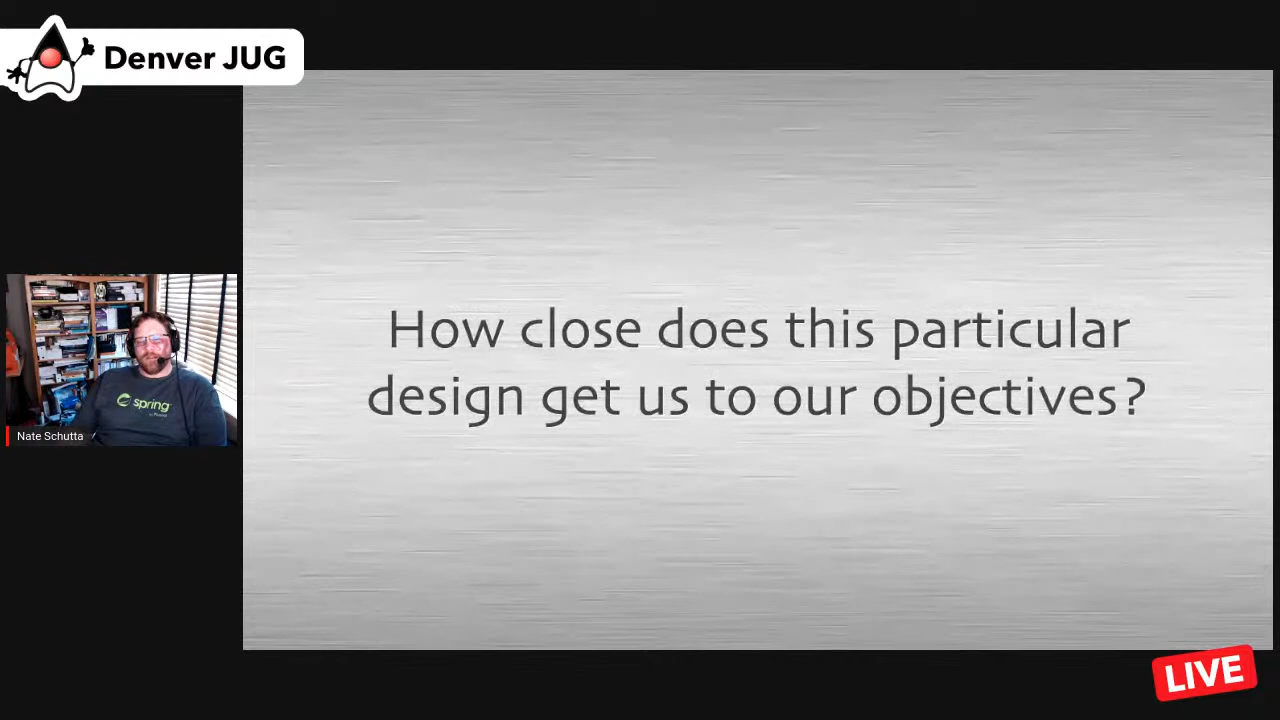 Denver JUG
How close does this particular
design get us to our objectives?
spring
Nate Schutta
LIVE